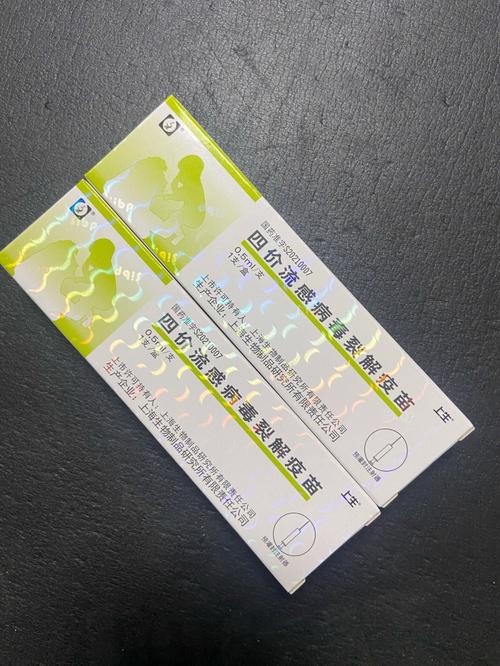 国药准字S20210007
四价流感病毒裂解疫苗
0.5ml/支
1支/盒
上市许可持有人：上海生物制品研究所有限责任公司
生产企业：上海生物制品研究所有限责任公司
上生
预灌封注射器
国药准字S20210007
四价流感病毒裂解疫苗
0.5ml/支
1支/盒
上市许可持有人：上海生物制品研究所有限责任公司
生产企业：上海生物制品研究所有限责任公司
上生
预灌封注射器